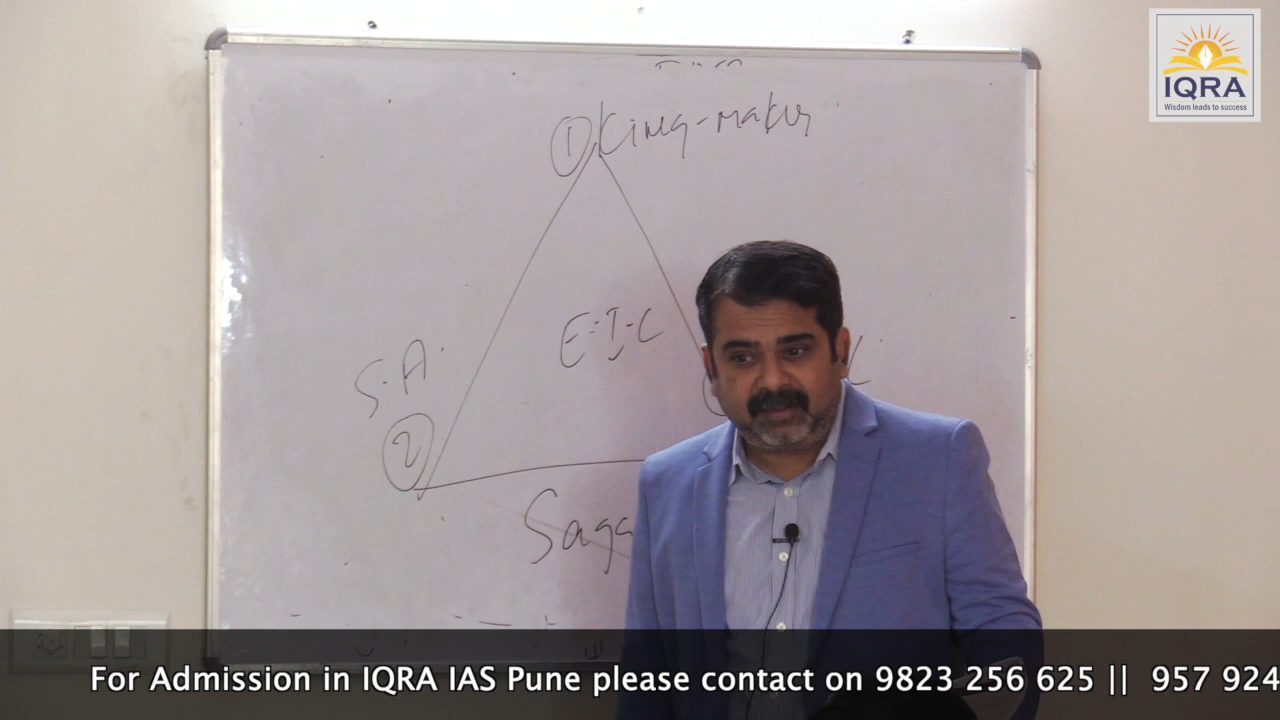 IQRA
Wisdom leads to success
① King-maker
E-I-C
S.A.
②
Saga
For Admission in IQRA IAS Pune please contact on 9823 256 625 || 957 924